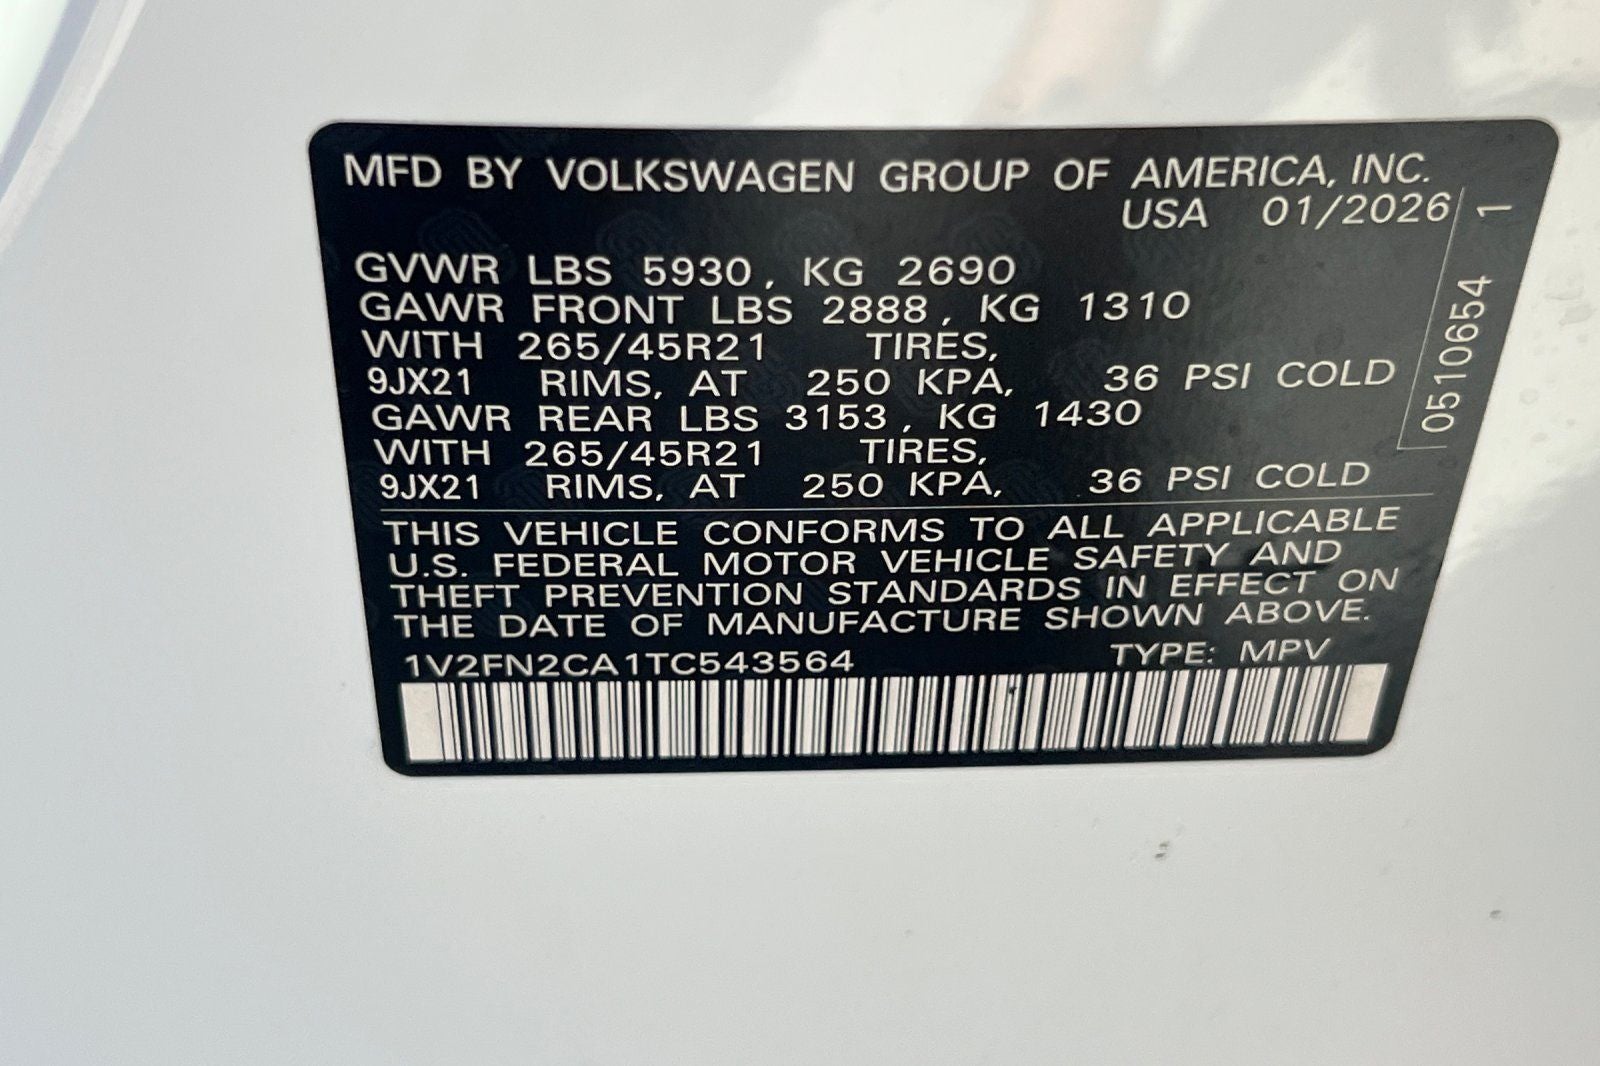 MFD BY VOLKSWAGEN GROUP OF AMERICA, INC.
USA 01/2026
GVWR LBS 5930, KG 2690
GAWR FRONT LBS 2888, KG 1310
WITH 265/45R21 TIRES,
9JX21 RIMS, AT 250 KPA, 36 PSI COLD
GAWR REAR LBS 3153, KG 1430
WITH 265/45R21 TIRES,
9JX21 RIMS, AT 250 KPA, 36 PSI COLD
THIS VEHICLE CONFORMS TO ALL APPLICABLE
U.S. FEDERAL MOTOR VEHICLE SAFETY AND
THEFT PREVENTION STANDARDS IN EFFECT ON
THE DATE OF MANUFACTURE SHOWN ABOVE.
1V2FN2CA1TC543564 TYPE: MPV
0510654 1